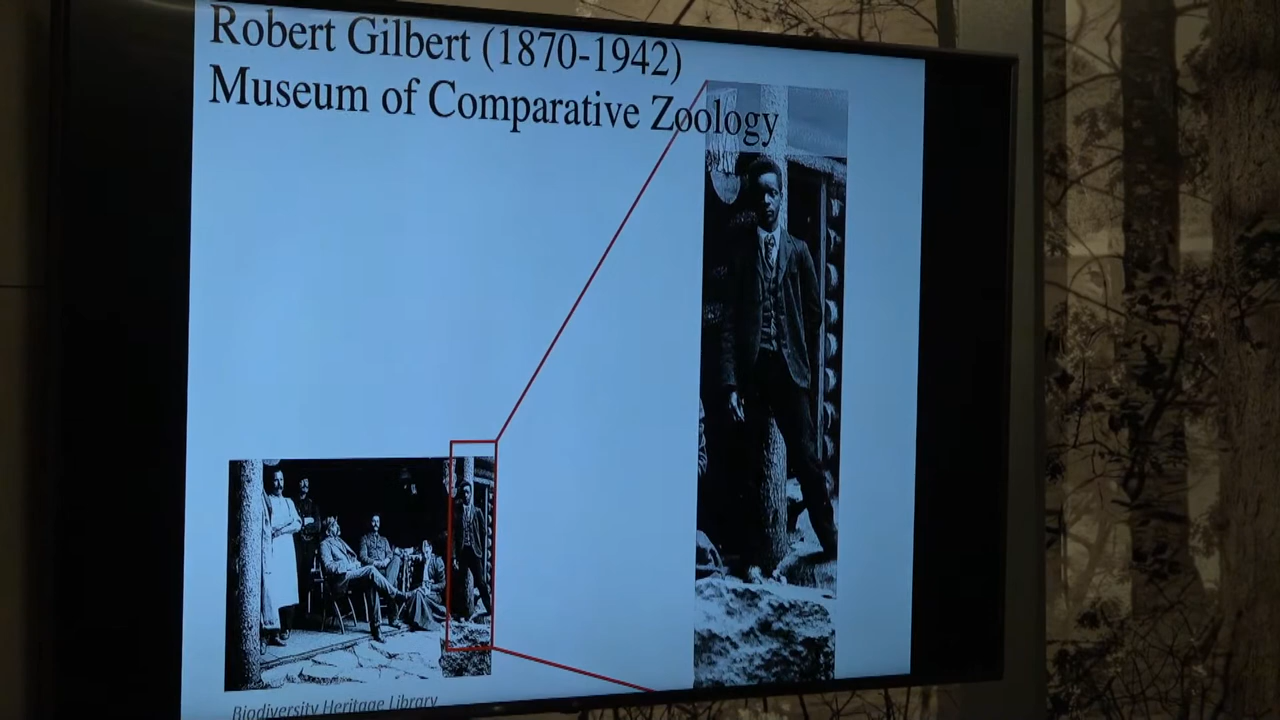 Robert Gilbert (1870-1942)
Museum of Comparative Zoology
Biodiversity Heritage Library